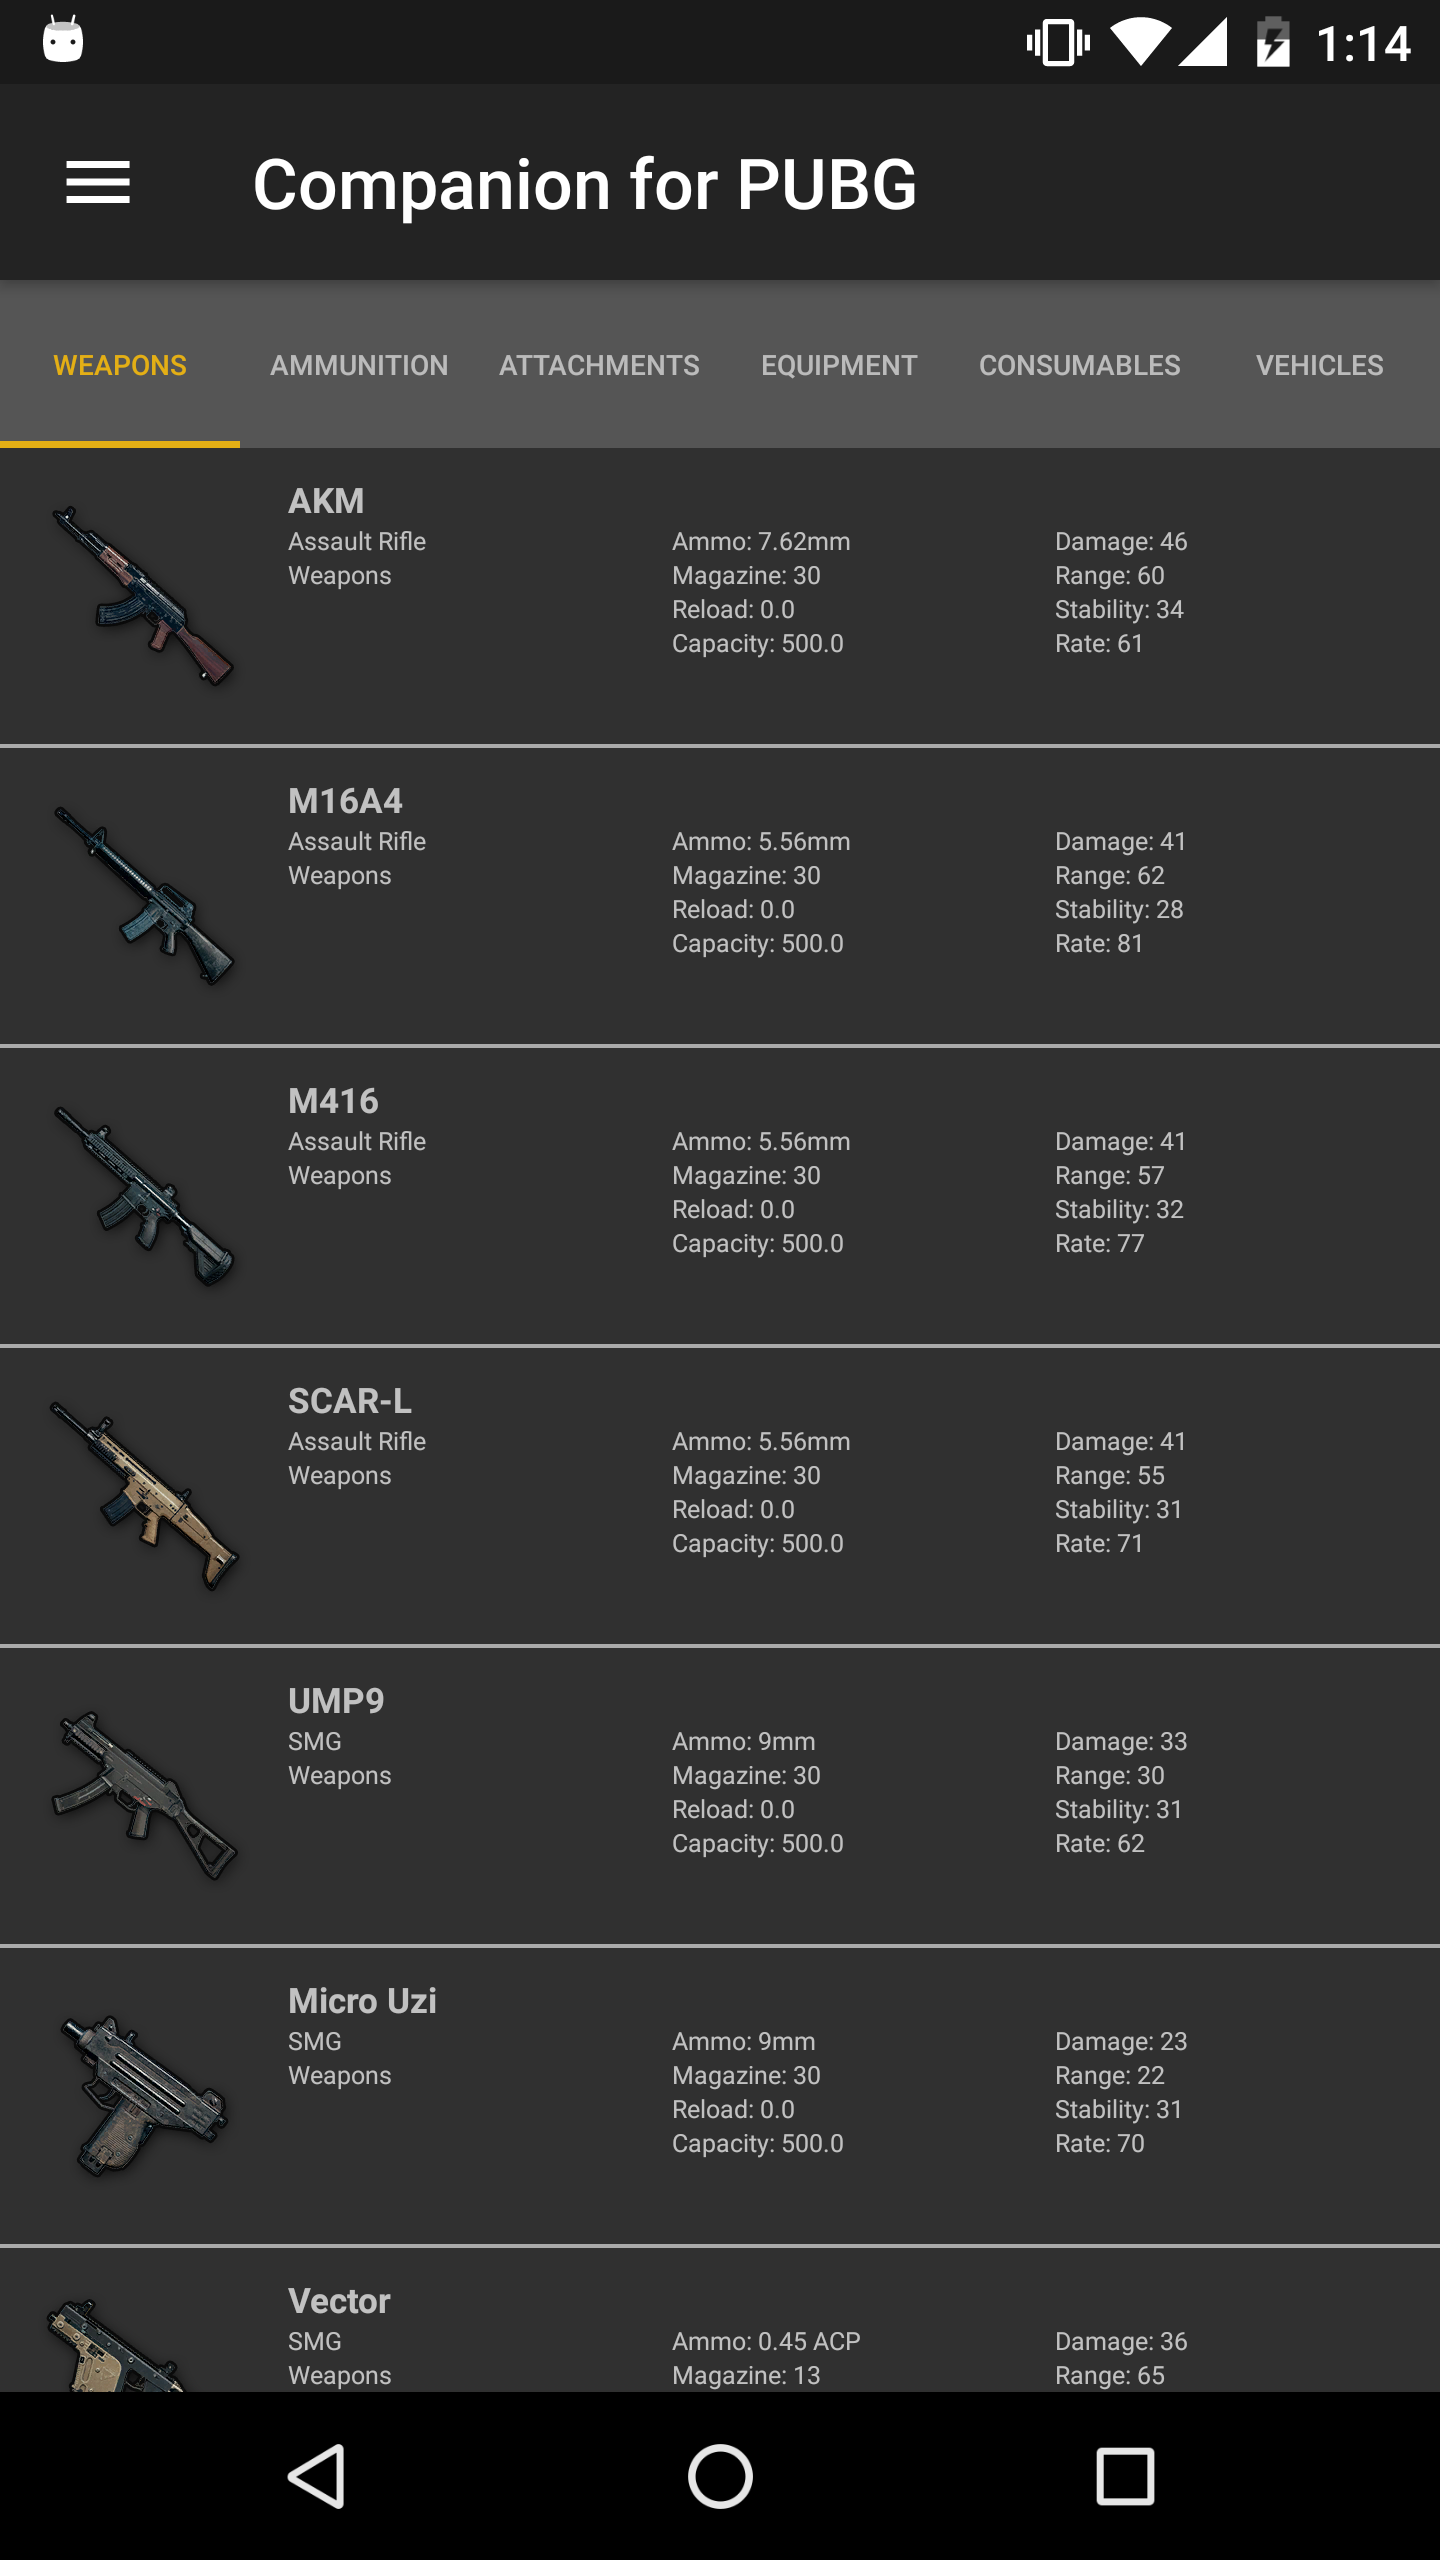 1:14
Companion for PUBG
WEAPONS AMMUNITION ATTACHMENTS EQUIPMENT CONSUMABLES VEHICLES
AKM
Assault Rifle Ammo: 7.62mm Damage: 46
Weapons Magazine: 30 Range: 60
Reload: 0.0 Stability: 34
Capacity: 500.0 Rate: 61
M16A4
Assault Rifle Ammo: 5.56mm Damage: 41
Weapons Magazine: 30 Range: 62
Reload: 0.0 Stability: 28
Capacity: 500.0 Rate: 81
M416
Assault Rifle Ammo: 5.56mm Damage: 41
Weapons Magazine: 30 Range: 57
Reload: 0.0 Stability: 32
Capacity: 500.0 Rate: 77
SCAR-L
Assault Rifle Ammo: 5.56mm Damage: 41
Weapons Magazine: 30 Range: 55
Reload: 0.0 Stability: 31
Capacity: 500.0 Rate: 71
UMP9
SMG Ammo: 9mm Damage: 33
Weapons Magazine: 30 Range: 30
Reload: 0.0 Stability: 31
Capacity: 500.0 Rate: 62
Micro Uzi
SMG Ammo: 9mm Damage: 23
Weapons Magazine: 30 Range: 22
Reload: 0.0 Stability: 31
Capacity: 500.0 Rate: 70
Vector
SMG Ammo: 0.45 ACP Damage: 36
Weapons Magazine: 13 Range: 65